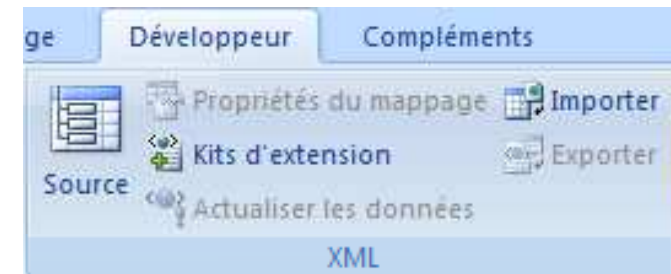 ge Développeur Compléments
Propriétés du mappage Importer
Kits d'extension Exporter
Source
Actualiser les données
XML